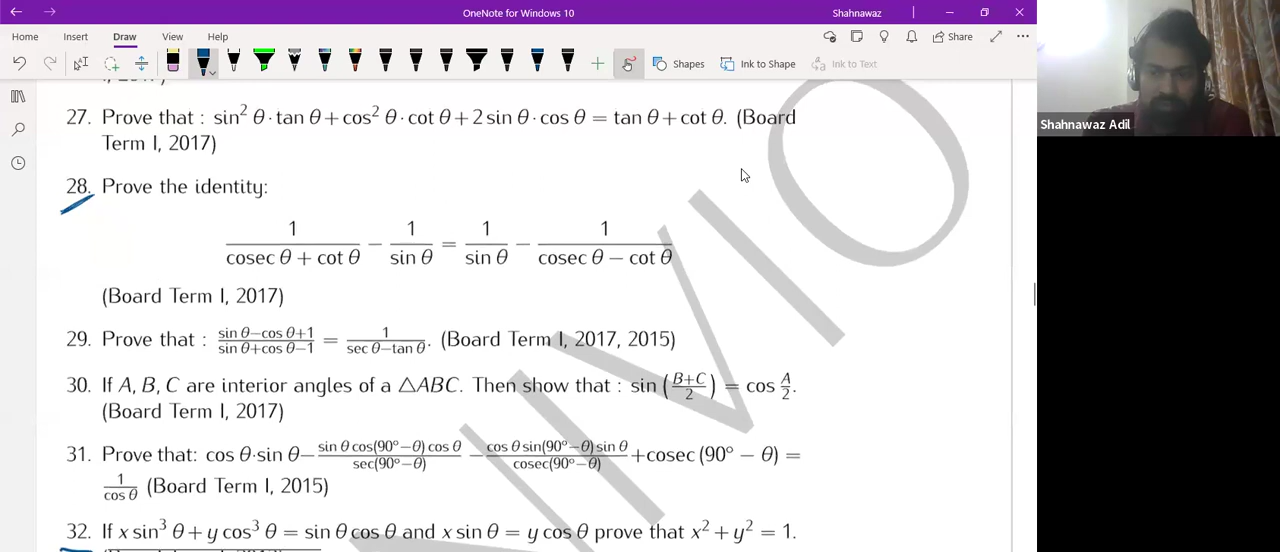 OneNote for Windows 10
Shahnawaz
Home Insert Draw View Help
Share
Shapes Ink to Shape Ink to Text
27. Prove that : sin² θ · tan θ + cos² θ · cot θ + 2 sin θ · cos θ = tan θ + cot θ. (Board
Term I, 2017)
28. Prove the identity:
1/(cosec θ + cot θ) − 1/sin θ = 1/sin θ − 1/(cosec θ − cot θ)
(Board Term I, 2017)
29. Prove that : (sin θ−cos θ+1)/(sin θ+cos θ−1) = 1/(sec θ−tan θ). (Board Term I, 2017, 2015)
30. If A, B, C are interior angles of a △ABC. Then show that : sin ((B+C)/2) = cos A/2.
(Board Term I, 2017)
31. Prove that: cos θ·sin θ− (sin θ cos(90°−θ) cos θ)/sec(90°−θ) − (cos θ sin(90°−θ) sin θ)/cosec(90°−θ) +cosec (90° − θ) =
1/cos θ (Board Term I, 2015)
32. If x sin³ θ + y cos³ θ = sin θ cos θ and x sin θ = y cos θ prove that x² + y² = 1.
Shahnawaz Adil